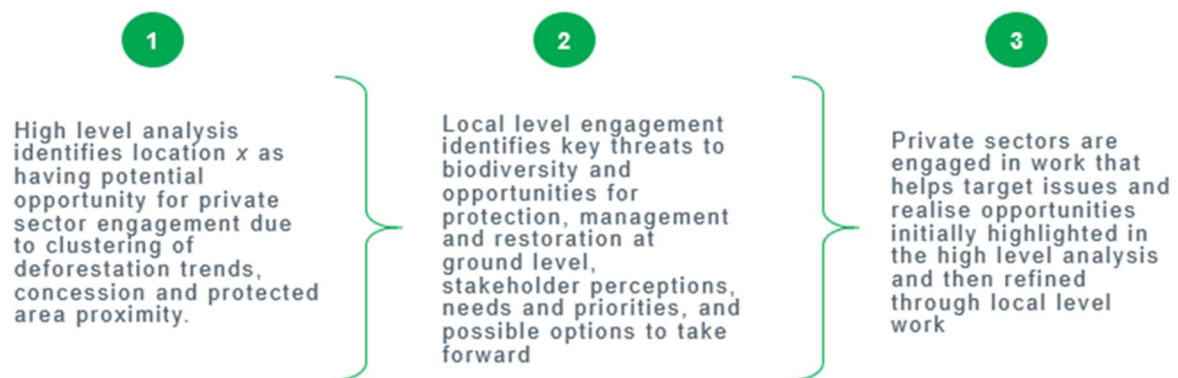 1
High level analysis
identifies location x as
having potential
opportunity for private
sector engagement due
to clustering of
deforestation trends,
concession and protected
area proximity.
2
Local level engagement
identifies key threats to
biodiversity and
opportunities for
protection, management
and restoration at
ground level,
stakeholder perceptions,
needs and priorities, and
possible options to take
forward
3
Private sectors are
engaged in work that
helps target issues and
realise opportunities
initially highlighted in
the high level analysis
and then refined
through local level
work